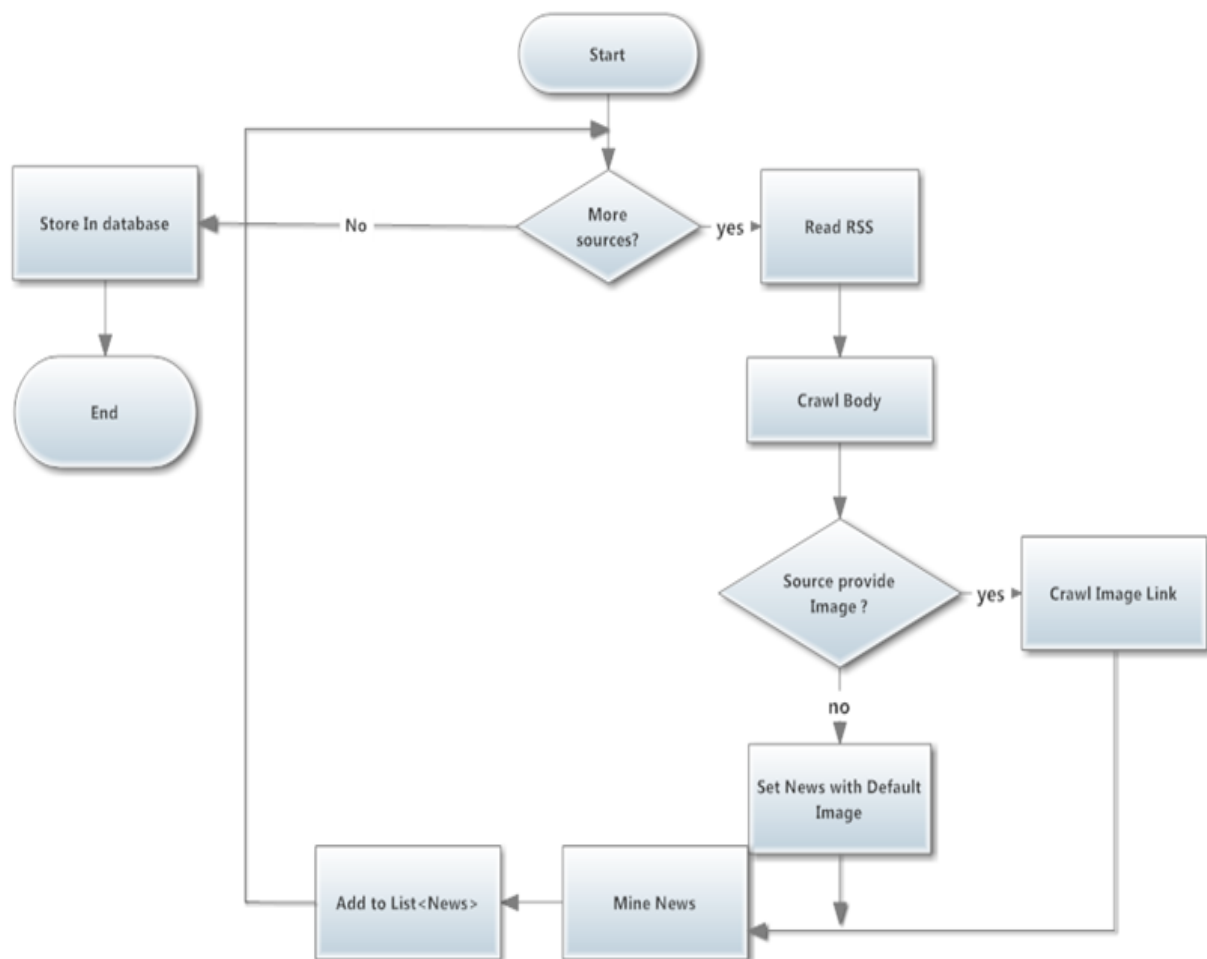 Start
More
sources?
No
yes
Store In database
Read RSS
End
Crawl Body
Source provide
Image ?
yes
Crawl Image Link
no
Set News with Default
Image
Add to List<News>
Mine News